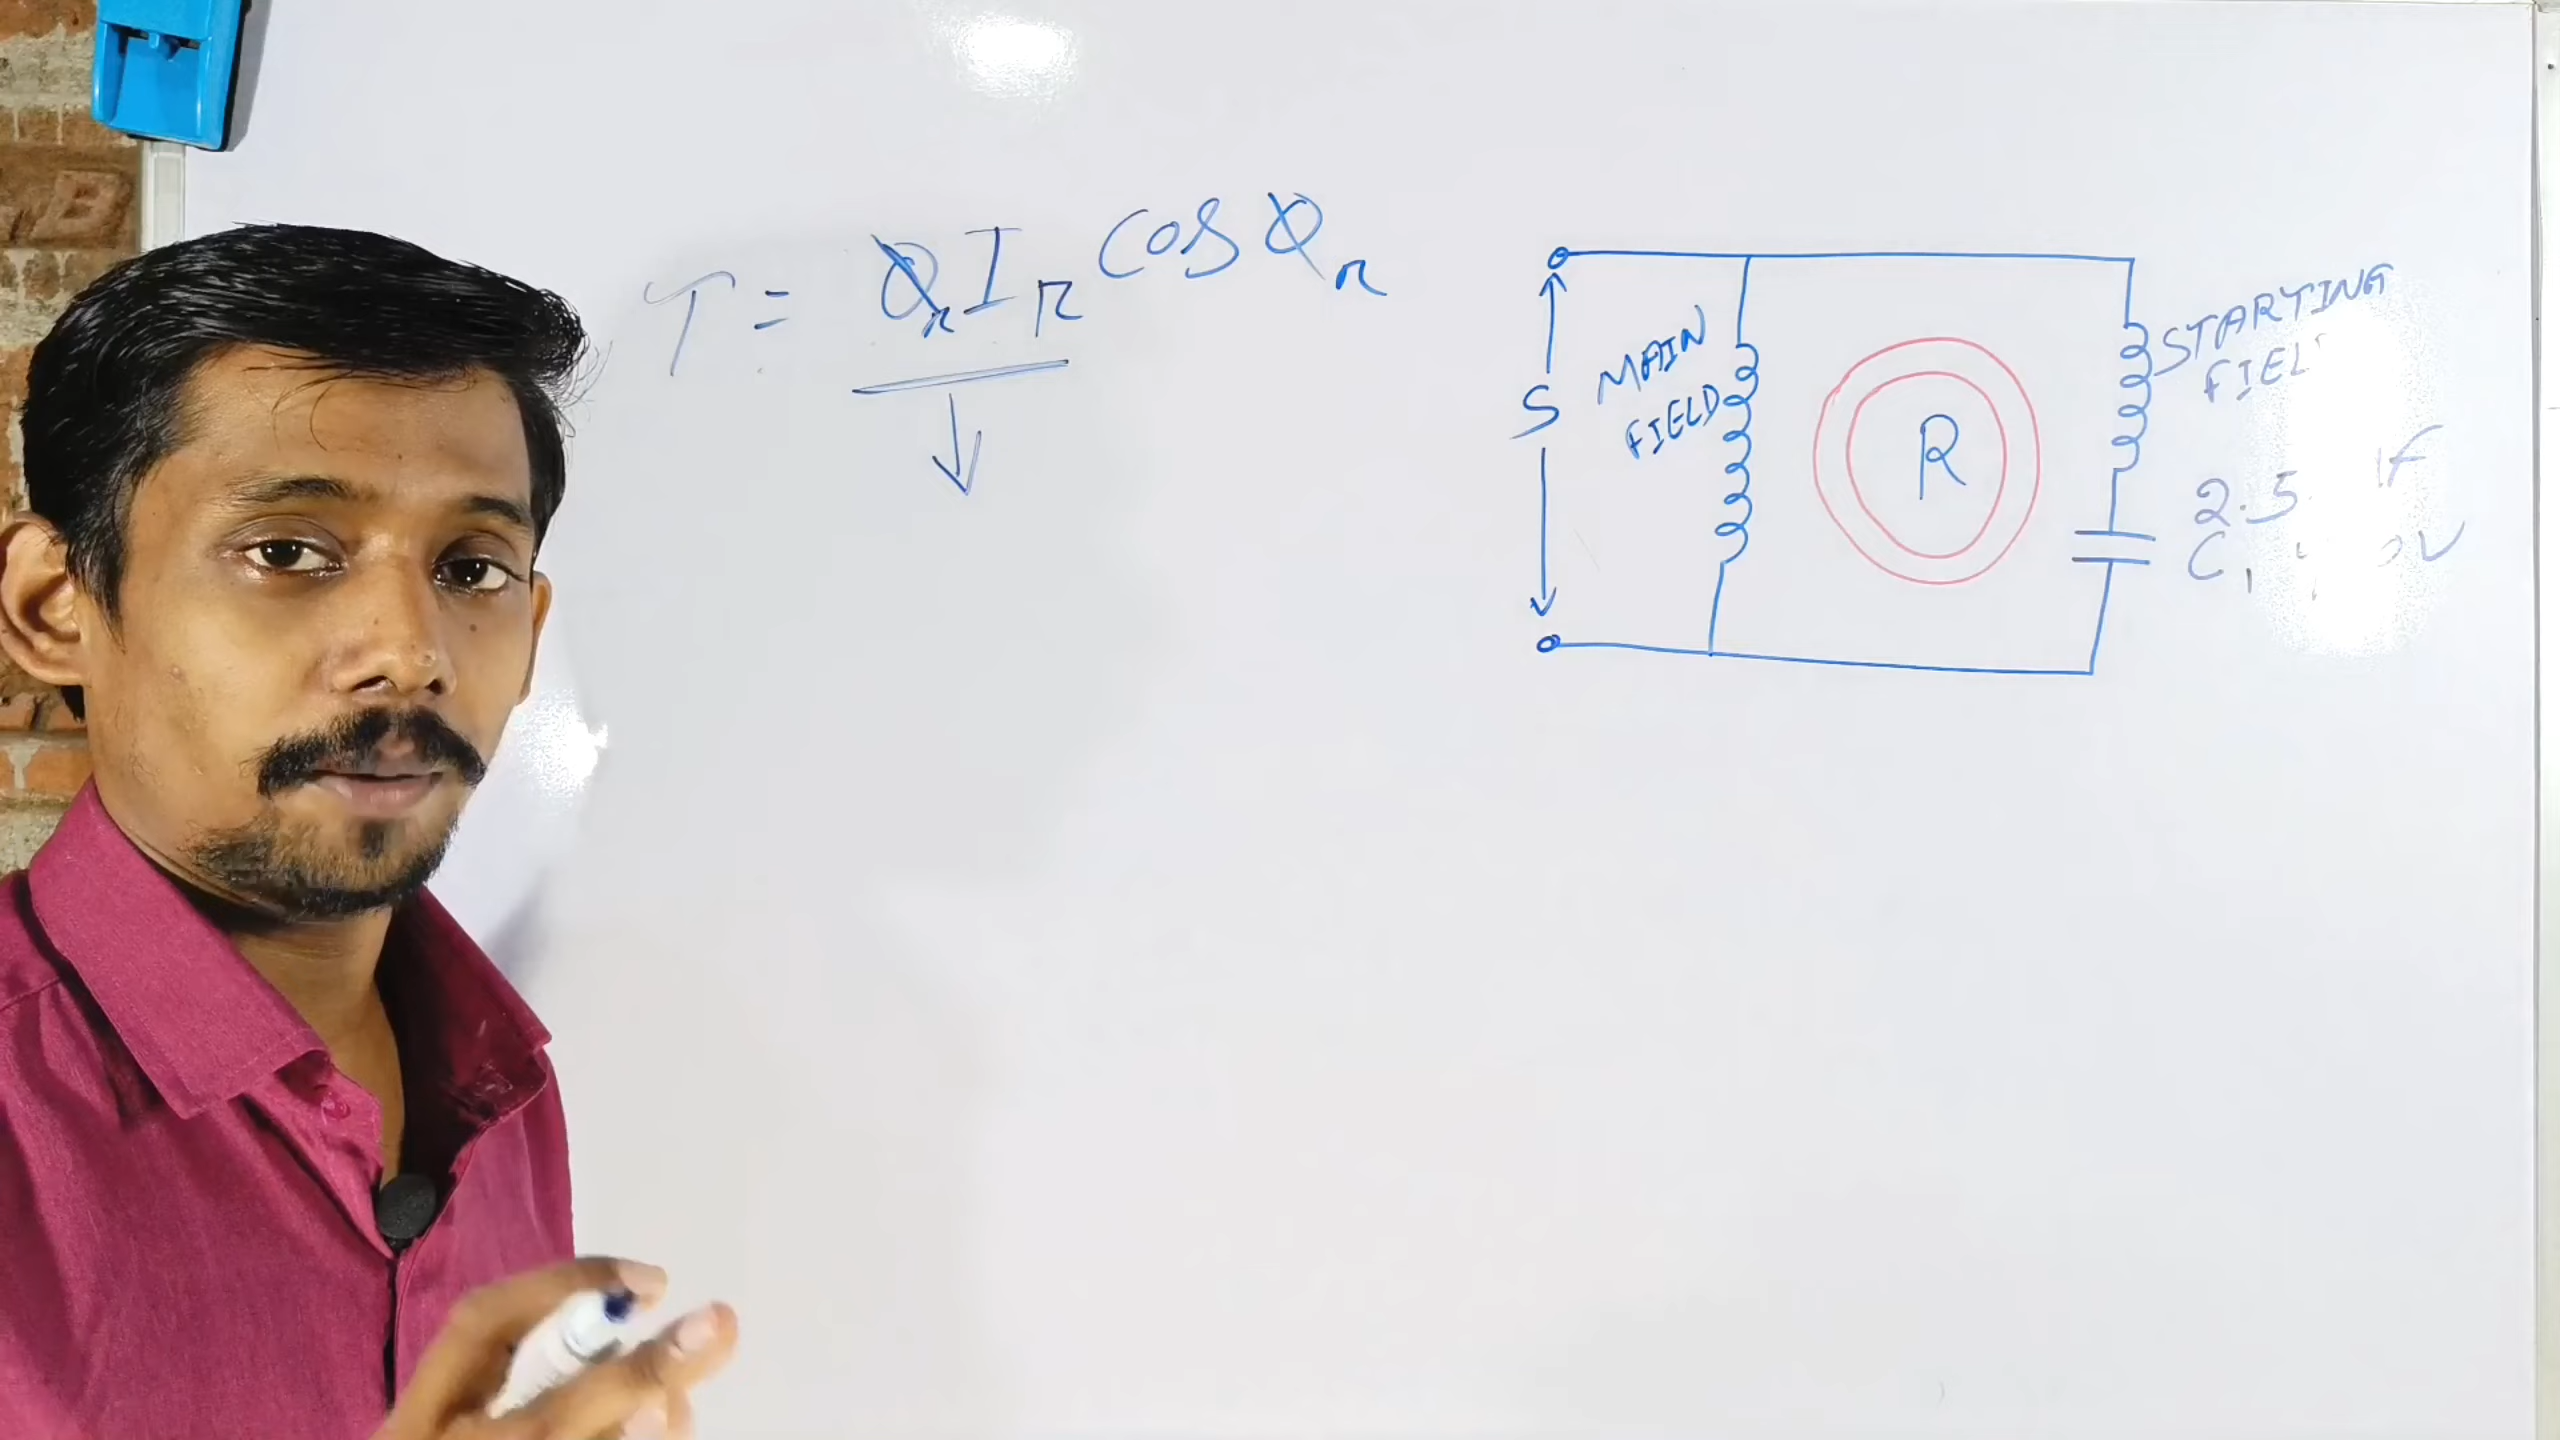 T = Φr Ir cos Φr
S
MAIN
FIELD
R
STARTING
2.5
C,